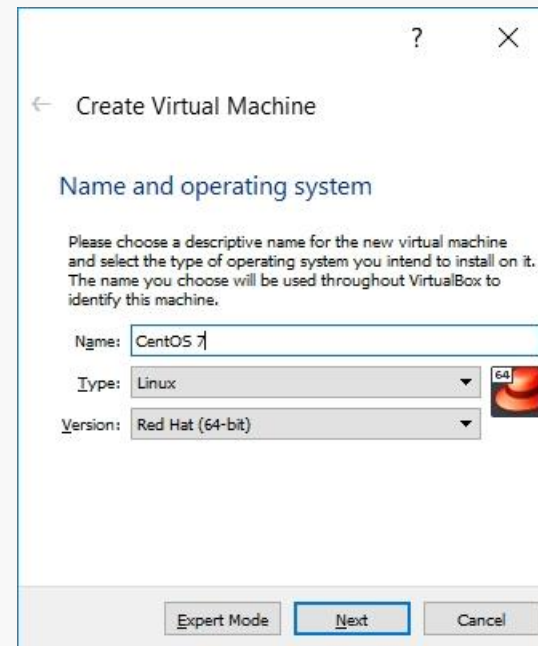 ?
Create Virtual Machine
Name and operating system
Please choose a descriptive name for the new virtual machine
and select the type of operating system you intend to install on it.
The name you choose will be used throughout VirtualBox to
identify this machine.
Name: CentOS 7
Type: Linux
64
Version: Red Hat (64-bit)
Expert Mode Next Cancel